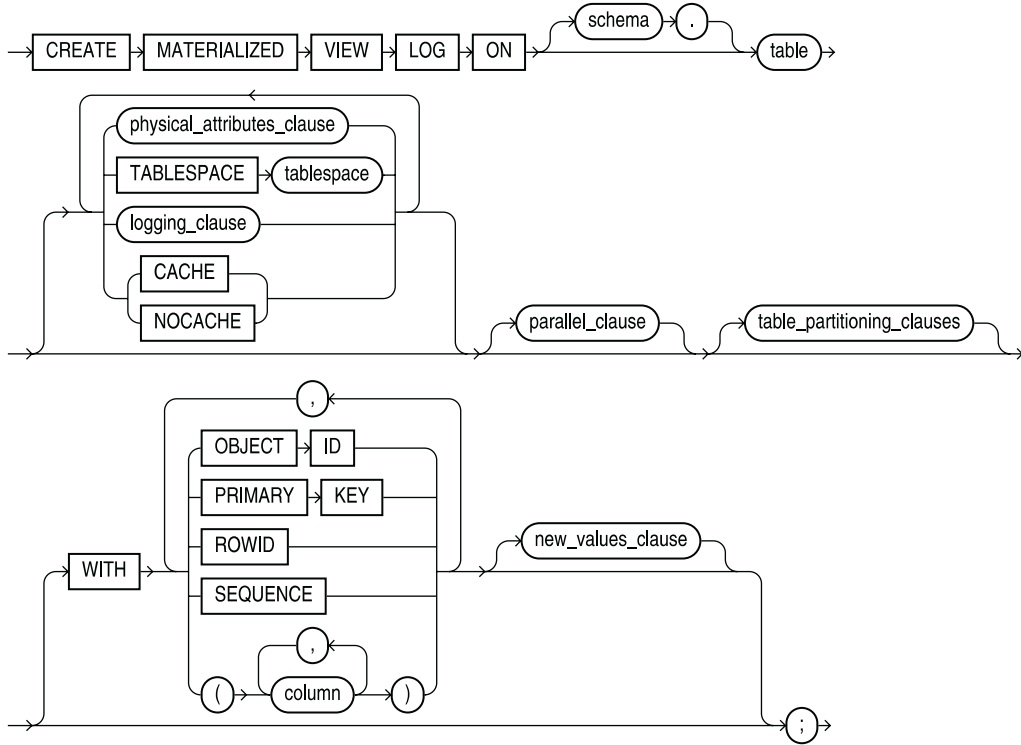 CREATE MATERIALIZED VIEW LOG ON schema . table
physical_attributes_clause
TABLESPACE tablespace
logging_clause
CACHE
NOCACHE
parallel_clause table_partitioning_clauses
,
OBJECT ID
PRIMARY KEY
ROWID
WITH
SEQUENCE
new_values_clause
,
( column )
;